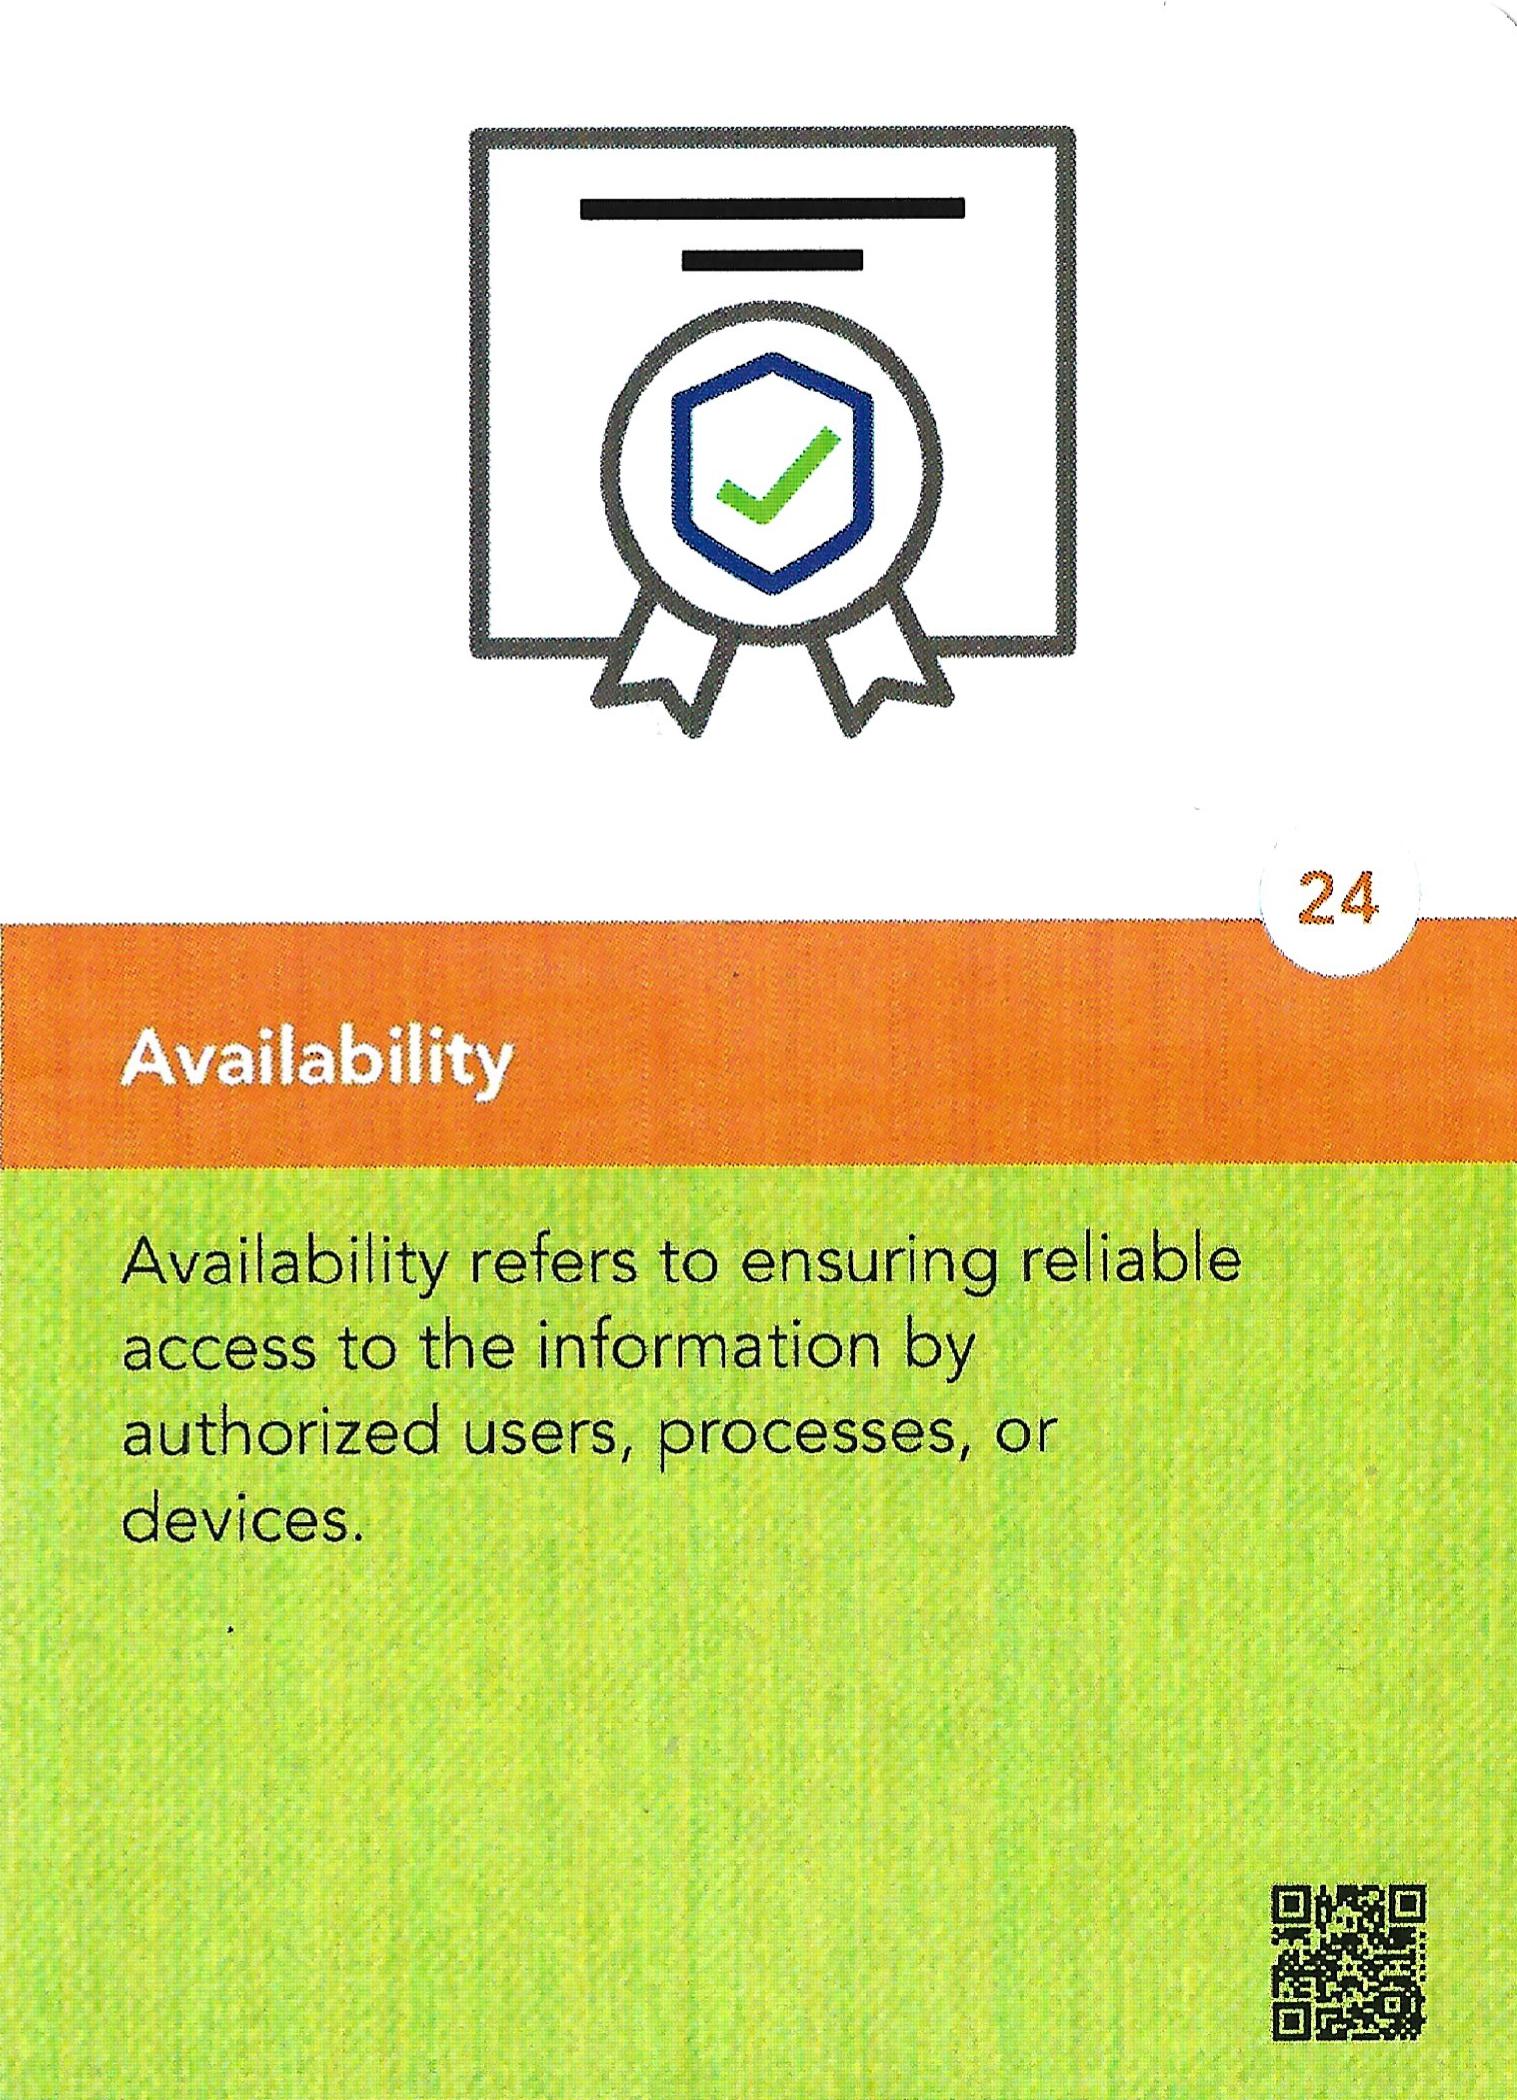 24
Availability
Availability refers to ensuring reliable
access to the information by
authorized users, processes, or
devices.